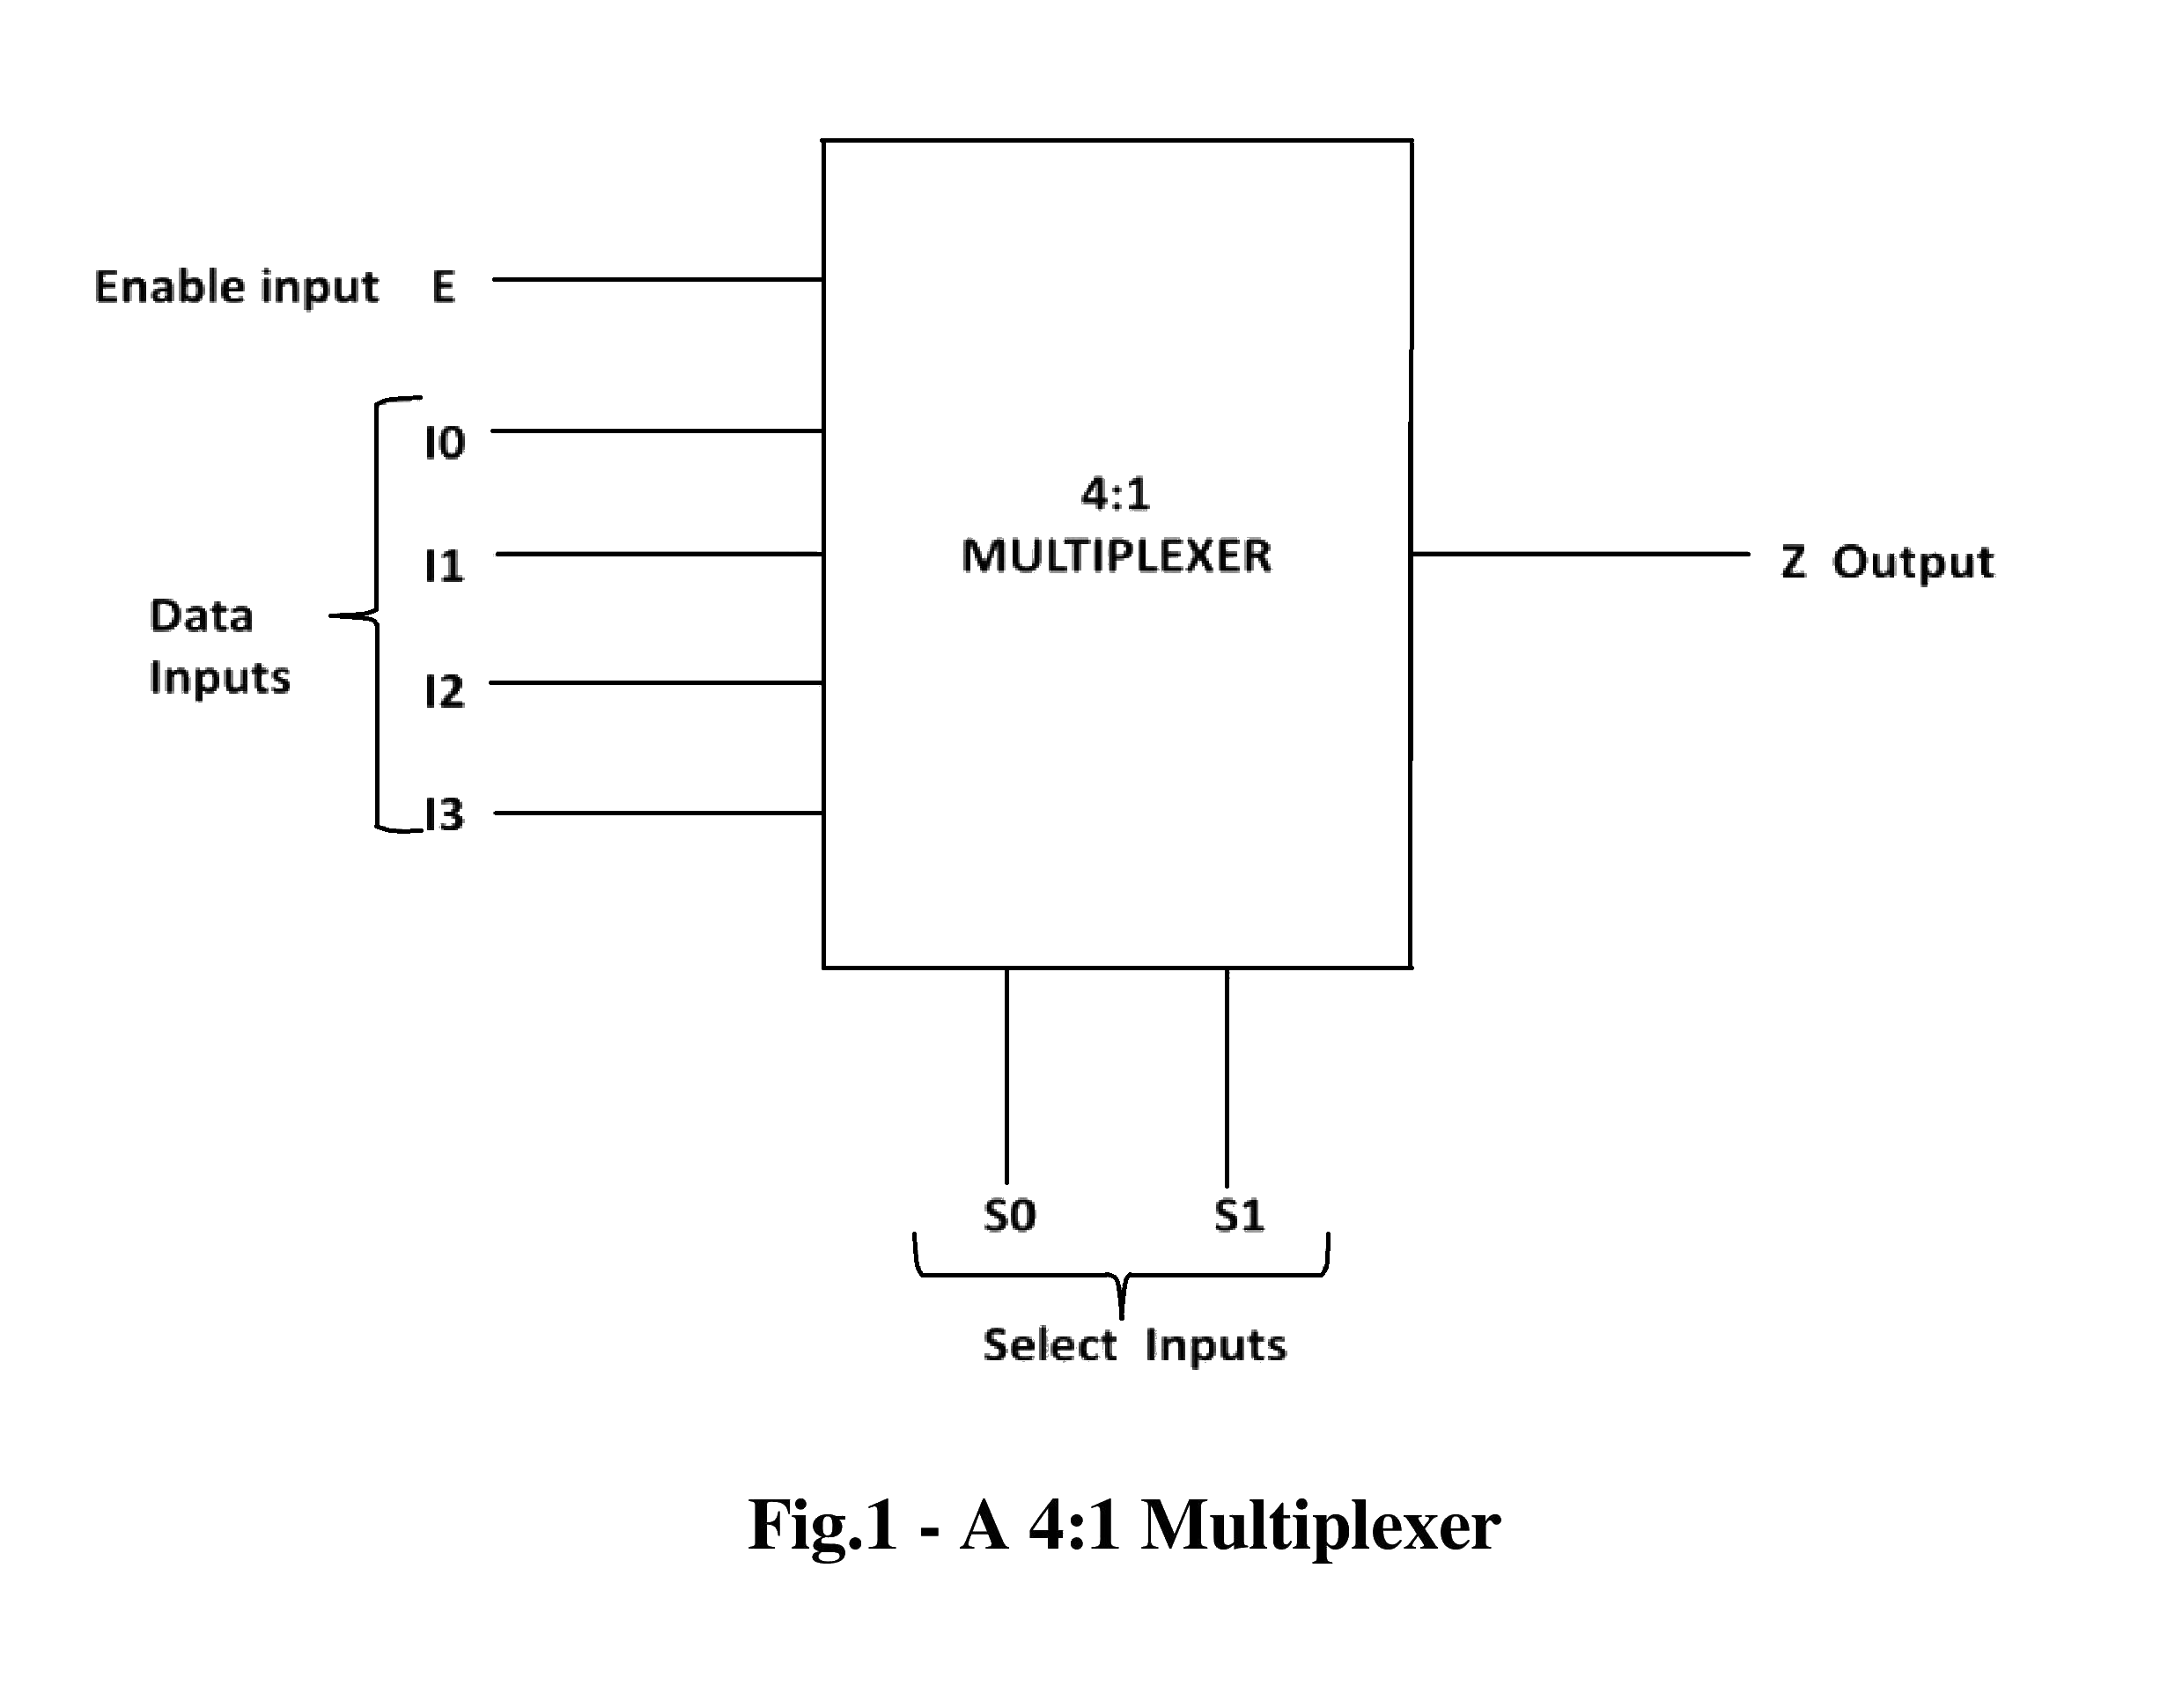 Enable input E
I0
I1
I2
I3
Data
Inputs
4:1
MULTIPLEXER
Z Output
S0 S1
Select Inputs
Fig.1 - A 4:1 Multiplexer